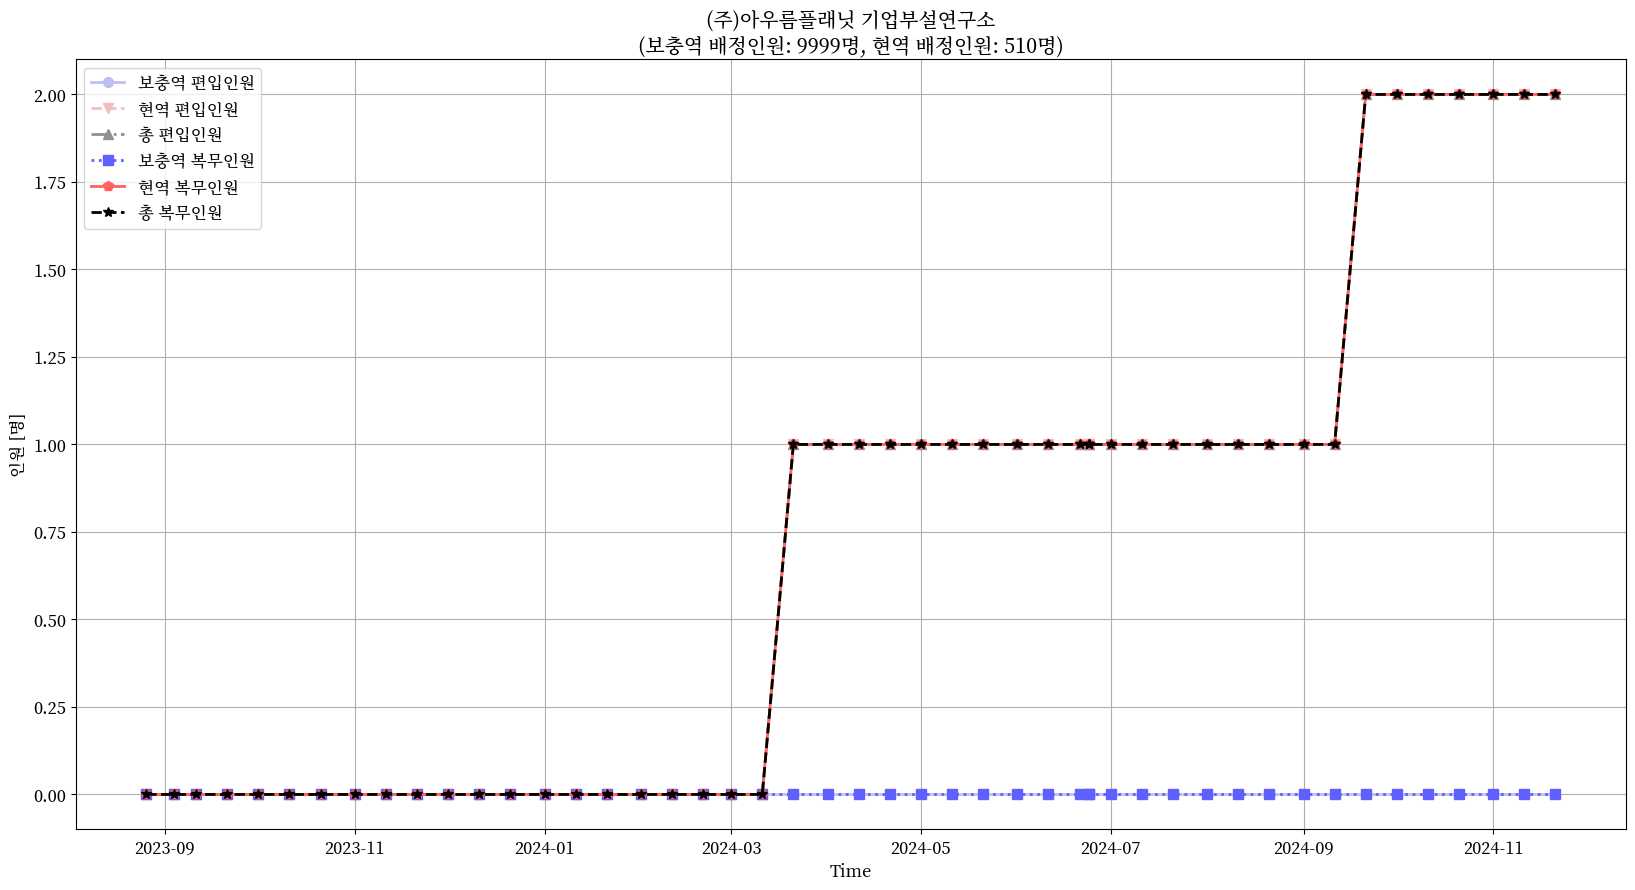 (주)아우름플래닛 기업부설연구소
(보충역 배정인원: 9999명, 현역 배정인원: 510명)
보충역 편입인원
현역 편입인원
총 편입인원
보충역 복무인원
현역 복무인원
총 복무인원
2.00
1.75
1.50
1.25
1.00
0.75
0.50
0.25
0.00
인원 [명]
2023-09
2023-11
2024-01
2024-03
2024-05
2024-07
2024-09
2024-11
Time